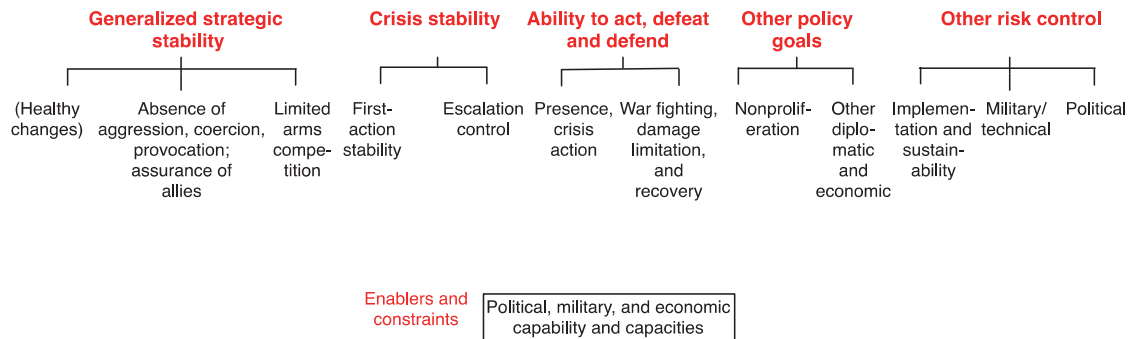 Generalized strategic
stability
Crisis stability
Ability to act, defeat
and defend
Other policy
goals
Other risk control
(Healthy
changes)
Absence of
aggression, coercion,
provocation;
assurance of
allies
Limited
arms
compe-
tition
First-
action
stability
Escalation
control
Presence,
crisis
action
War fighting,
damage
limitation,
and
recovery
Nonprolif-
eration
Other
diplo-
matic
and
economic
Implemen-
tation and
sustain-
ability
Military/
technical
Political
Enablers and
constraints
Political, military, and economic
capability and capacities